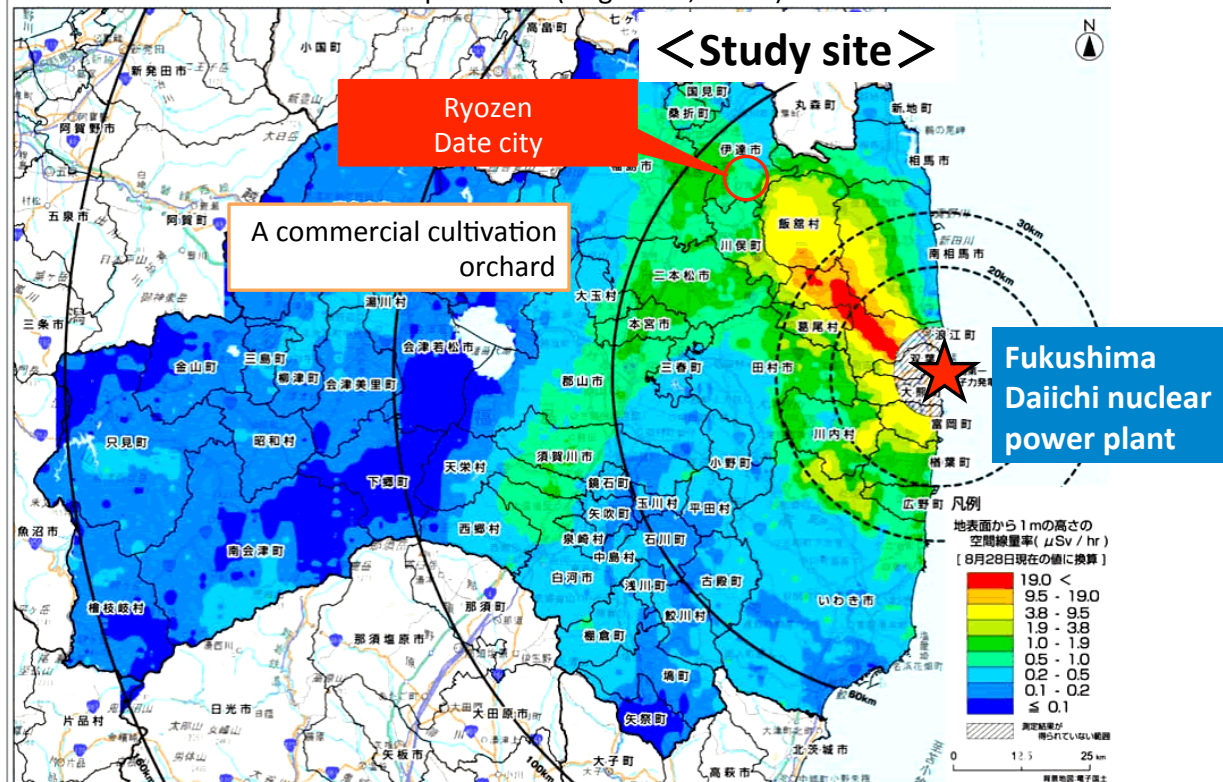 ＜Study site＞
N
Ryozen
Date city
A commercial cultivation
orchard
Fukushima
Daiichi nuclear
power plant
高畠町
小国町
新発田市
阿賀野市
五泉市
阿賀町
三条市
魚沼市
国見町
桑折町
丸森町
新地町
伊達市
相馬市
飯舘村
川俣町
南相馬市
30km
20km
二本松市
大玉村
本宮市
葛尾村
浪江町
湯川村
会津若松市
金山町
三島町
柳津町
会津美里町
郡山市
三春町
田村市
富岡町
川内村
楢葉町
広野町
只見町
昭和村
須賀川市
小野町
天栄村
下郷町
鏡石町
玉川村
平田村
矢吹町
西郷村
泉崎村
石川町
中島村
南会津町
白河市
浅川町
古殿町
いわき市
檜枝岐村
那須町
鮫川村
棚倉町
那須塩原市
塙町
矢祭町
日光市
片品村
大田原市
矢板市
大子町
高萩市
北茨城市
60km
100km
60km
凡例
地表面から1mの高さの
空間線量率( μSv / hr )
[ 8月28日現在の値に換算 ]
19.0 <
9.5 - 19.0
3.8 - 9.5
1.9 - 3.8
1.0 - 1.9
0.5 - 1.0
0.2 - 0.5
0.1 - 0.2
≦ 0.1
測定結果が
得られていない範囲
0 12.5 25 km
背景地図:電子国土